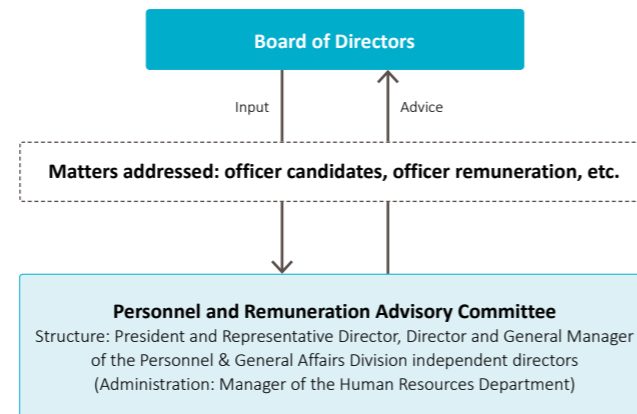 Board of Directors
Input
Advice
Matters addressed: officer candidates, officer remuneration, etc.
Personnel and Remuneration Advisory Committee
Structure: President and Representative Director, Director and General Manager
of the Personnel & General Affairs Division independent directors
(Administration: Manager of the Human Resources Department)